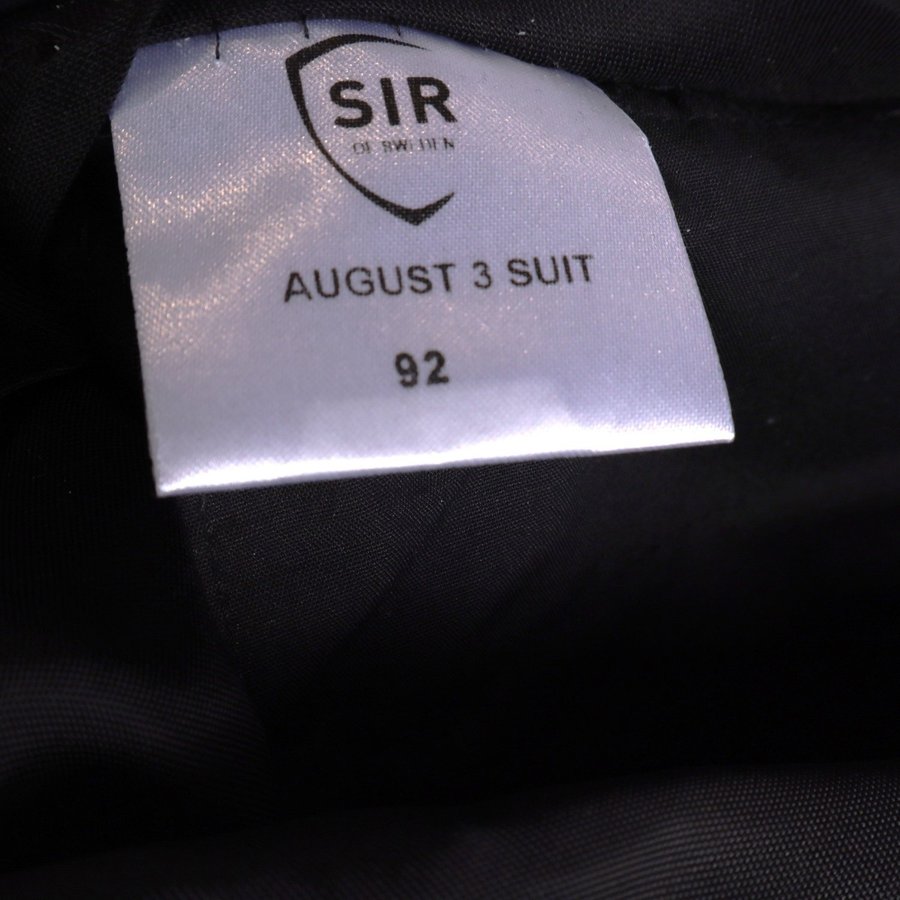 SIR
OF SWEDEN
AUGUST 3 SUIT
92